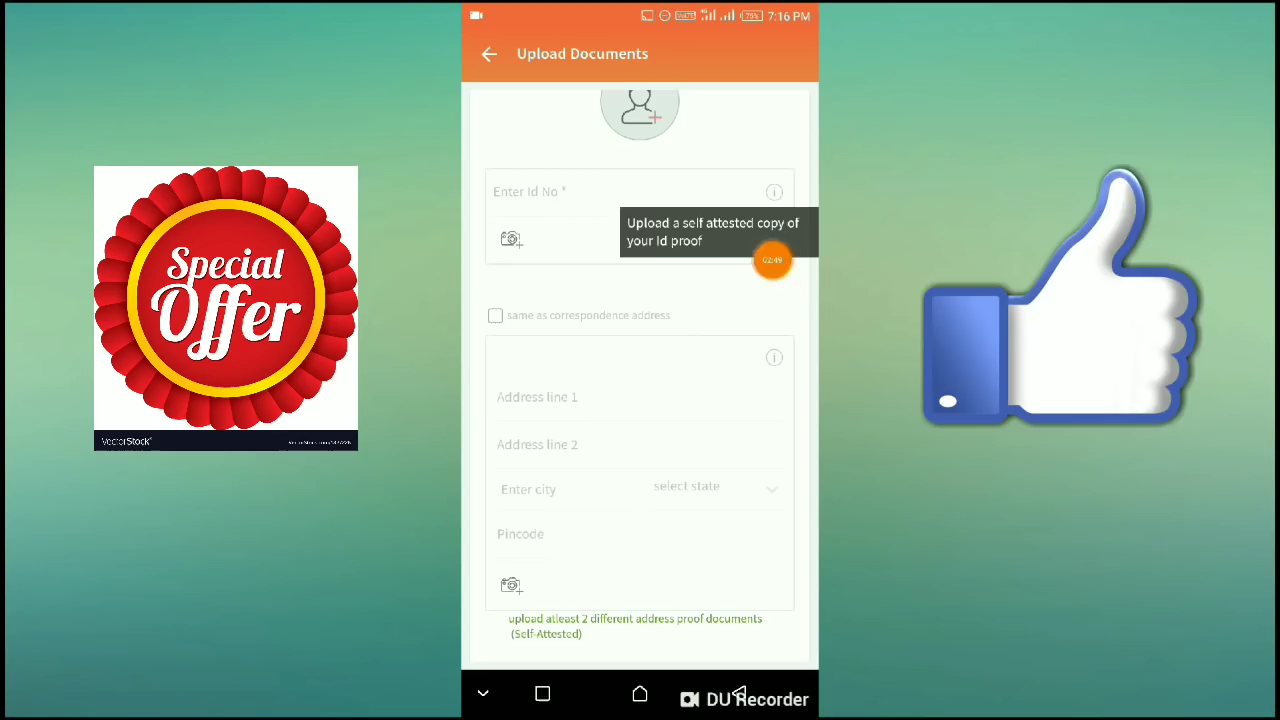 7:16 PM
Upload Documents
Enter Id No *
Upload a self attested copy of
your Id proof
02:49
same as correspondence address
Address line 1
Address line 2
Enter city
select state
Pincode
upload atleast 2 different address proof documents
(Self-Attested)
DU Recorder
Special
Offer
VectorStock®